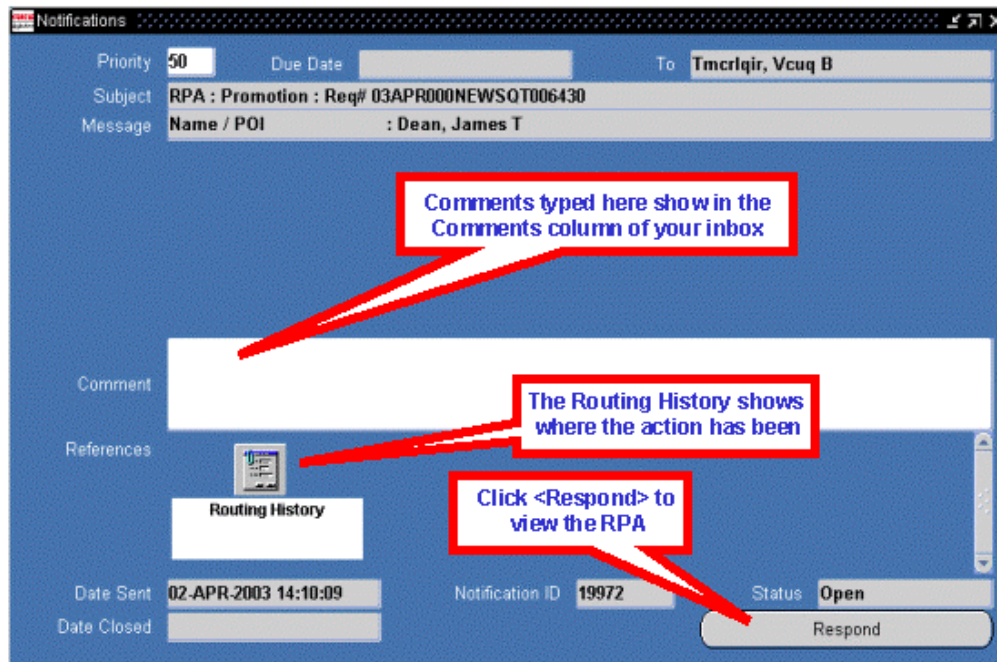 Notifications
Priority 50 Due Date To Tmcrlqir, Vcuq B
Subject RPA : Promotion : Req# 03APR000NEWSQT006430
Message Name / POI : Dean, James T
Comments typed here show in the
Comments column of your inbox
Comment
The Routing History shows
where the action has been
References
Routing History
Click <Respond> to
view the RPA
Date Sent 02-APR-2003 14:10:09 Notification ID 19972 Status Open
Date Closed Respond